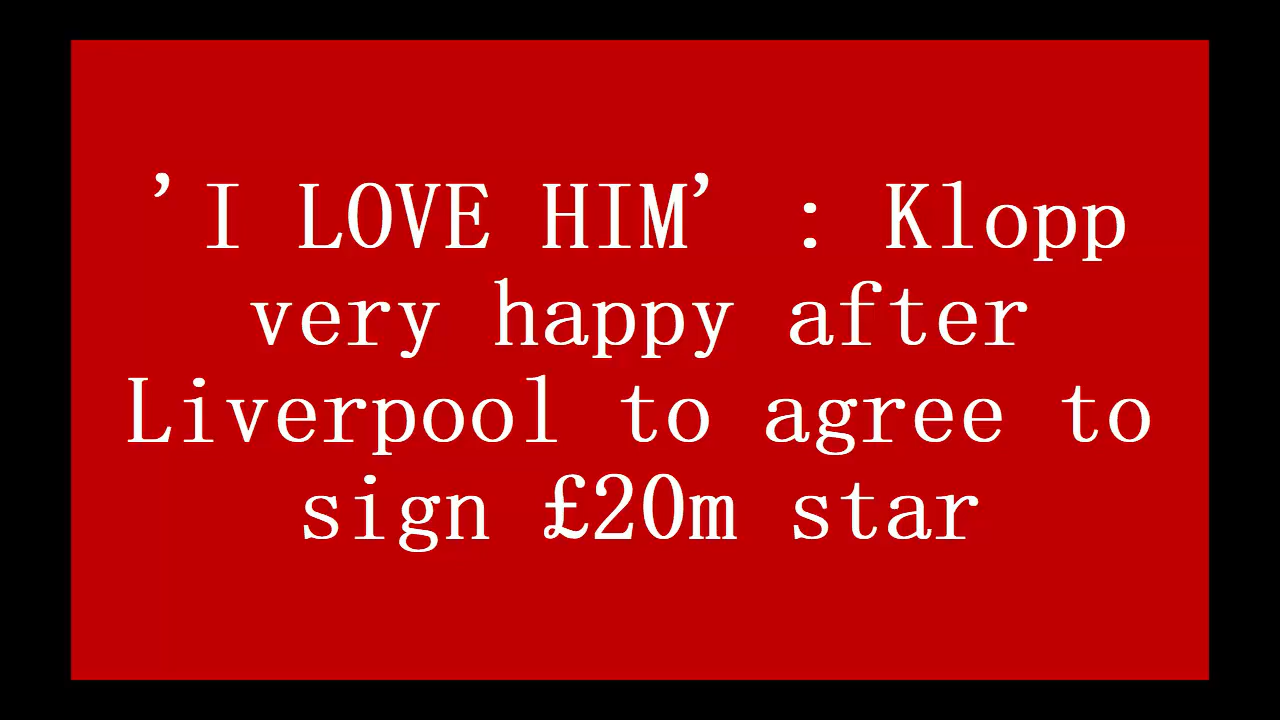 ’I LOVE HIM’ : Klopp
very happy after
Liverpool to agree to
sign £20m star